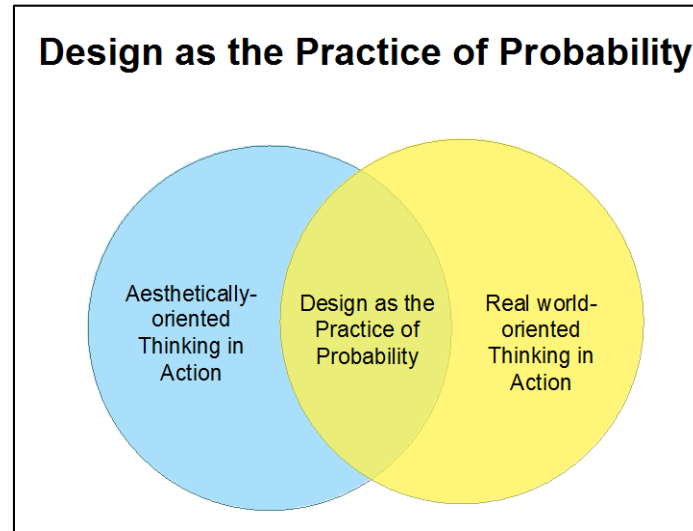 Design as the Practice of Probability
Aesthetically-
oriented
Thinking in
Action
Design as the
Practice of
Probability
Real world-
oriented
Thinking in
Action